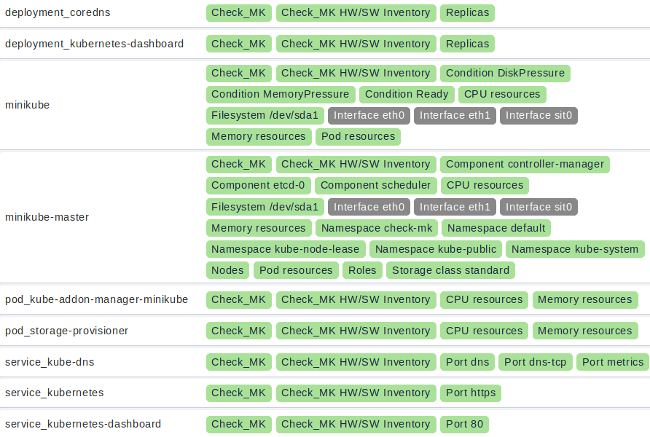 deployment_coredns Check_MK Check_MK HW/SW Inventory Replicas
deployment_kubernetes-dashboard Check_MK Check_MK HW/SW Inventory Replicas
Check_MK Check_MK HW/SW Inventory Condition DiskPressure
Condition MemoryPressure Condition Ready CPU resources
minikube
Filesystem /dev/sda1 Interface eth0 Interface eth1 Interface sit0
Memory resources Pod resources
Check_MK Check_MK HW/SW Inventory Component controller-manager
Component etcd-0 Component scheduler CPU resources
Filesystem /dev/sda1 Interface eth0 Interface eth1 Interface sit0
minikube-master
Memory resources Namespace check-mk Namespace default
Namespace kube-node-lease Namespace kube-public Namespace kube-system
Nodes Pod resources Roles Storage class standard
pod_kube-addon-manager-minikube Check_MK Check_MK HW/SW Inventory CPU resources Memory resources
pod_storage-provisioner Check_MK Check_MK HW/SW Inventory CPU resources Memory resources
service_kube-dns Check_MK Check_MK HW/SW Inventory Port dns Port dns-tcp Port metrics
service_kubernetes Check_MK Check_MK HW/SW Inventory Port https
service_kubernetes-dashboard Check_MK Check_MK HW/SW Inventory Port 80